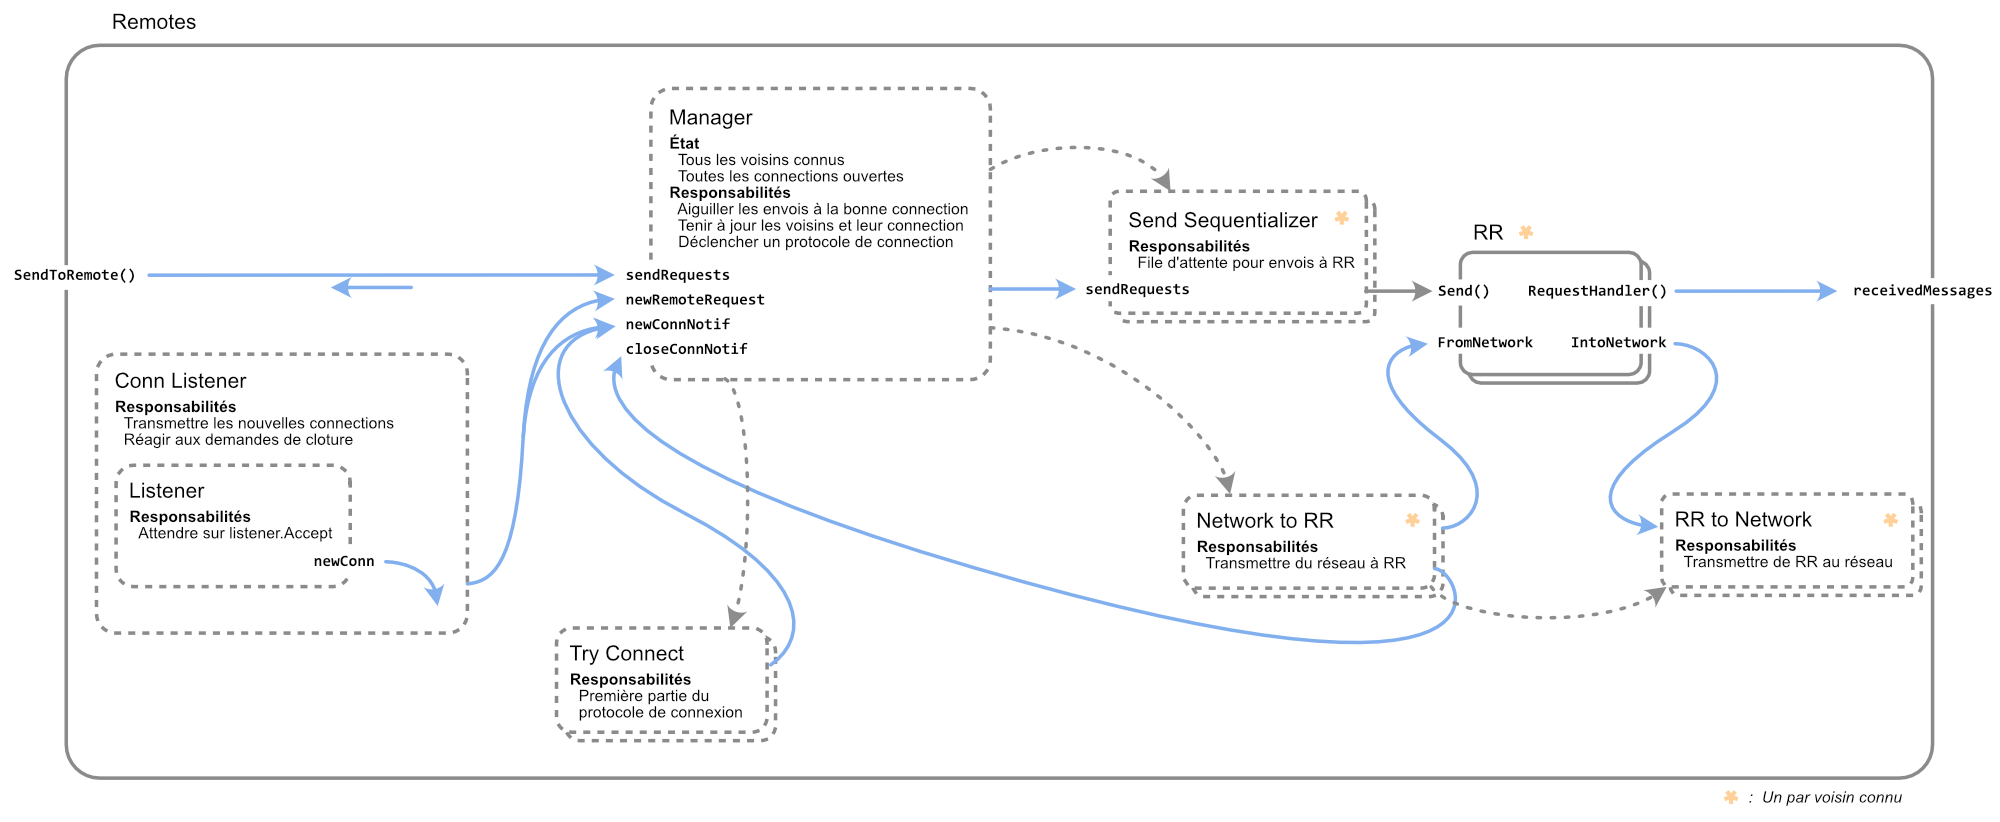 Remotes
Manager
État
Tous les voisins connus
Toutes les connections ouvertes
Responsabilités
Aiguiller les envois à la bonne connection
Tenir à jour les voisins et leur connection
Déclencher un protocole de connection
SendToRemote()
sendRequests
newRemoteRequest
newConnNotif
closeConnNotif
Send Sequentializer
Responsabilités
File d'attente pour envois à RR
sendRequests
RR
Send()
RequestHandler()
FromNetwork
IntoNetwork
receivedMessages
Conn Listener
Responsabilités
Transmettre les nouvelles connections
Réagir aux demandes de cloture
Listener
Responsabilités
Attendre sur listener.Accept
newConn
Try Connect
Responsabilités
Première partie du
protocole de connexion
Network to RR
Responsabilités
Transmettre du réseau à RR
RR to Network
Responsabilités
Transmettre de RR au réseau
* : Un par voisin connu